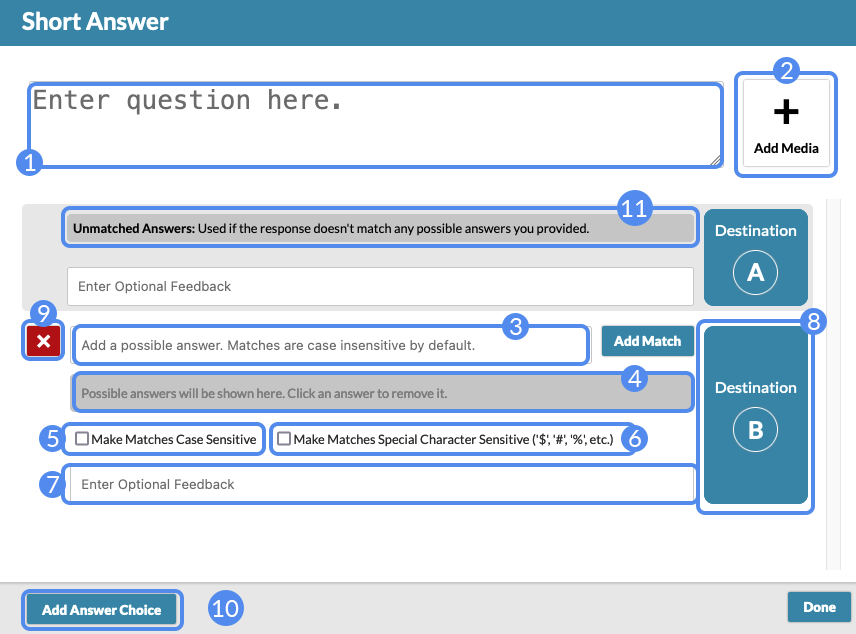 Short Answer
2
Enter question here.
Add Media
1
11
Unmatched Answers: Used if the response doesn't match any possible answers you provided.
Destination
A
Enter Optional Feedback
9
3
8
Add a possible answer. Matches are case insensitive by default.
Add Match
4
Possible answers will be shown here. Click an answer to remove it.
Destination
B
5
Make Matches Case Sensitive
Make Matches Special Character Sensitive ('$', '#', '%', etc.)
6
7
Enter Optional Feedback
Add Answer Choice
10
Done